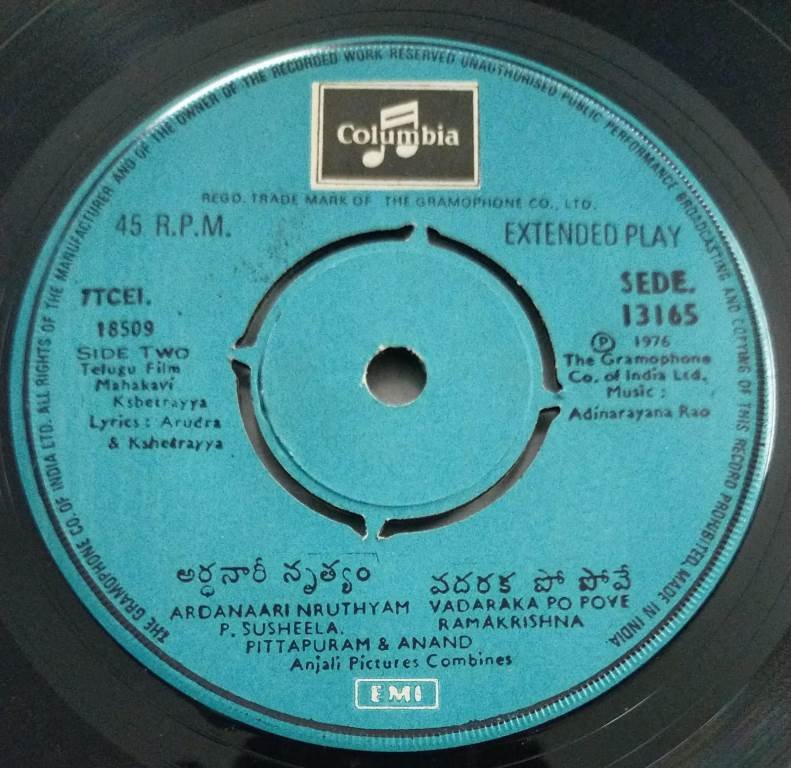 THE GRAMOPHONE CO. OF INDIA LTD. ALL RIGHTS OF THE MANUFACTURER AND OF THE OWNER OF THE RECORDED WORK RESERVED UNAUTHORISED PUBLIC PERFORMANCE BROADCASTING AND COPYING OF THIS RECORD PROHIBITED. MADE IN INDIA
Columbia
REGD. TRADE MARK OF THE GRAMOPHONE CO., LTD.
45 R.P.M.
EXTENDED PLAY
7TCEI.
18509
SIDE TWO
Telugu Film
Mahakavi
Kshetrayya
Lyrics : Arudra
& Kshetrayya
SEDE.
13165
Ⓟ 1976
The Gramophone
Co. of India Ltd.
Music :
Adinarayana Rao
అర్ధనారీ నృత్యం వదరక పో పోవే
ARDANAARI NRUTHYAM VADARAKA PO POVE
P. SUSHEELA. RAMAKRISHNA
PITTAPURAM & ANAND
Anjali Pictures Combines
EMI